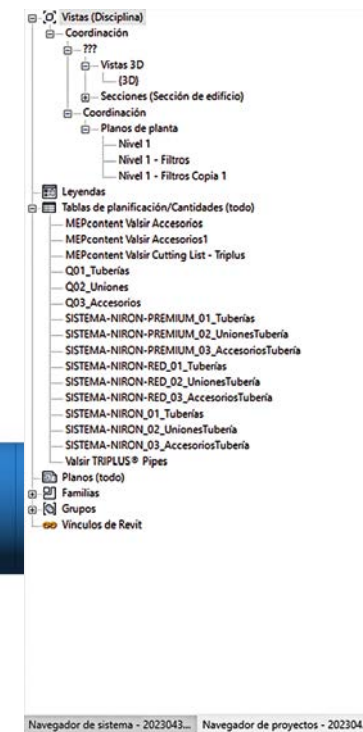 Vistas (Disciplina)
Coordinación
???
Vistas 3D
{3D}
Secciones (Sección de edificio)
Coordinación
Planos de planta
Nivel 1
Nivel 1 - Filtros
Nivel 1 - Filtros Copia 1
Leyendas
Tablas de planificación/Cantidades (todo)
MEPcontent Valsir Accesorios
MEPcontent Valsir Accesorios1
MEPcontent Valsir Cutting List - Triplus
Q01_Tuberías
Q02_Uniones
Q03_Accesorios
SISTEMA-NIRON-PREMIUM_01_Tuberías
SISTEMA-NIRON-PREMIUM_02_UnionesTubería
SISTEMA-NIRON-PREMIUM_03_AccesoriosTubería
SISTEMA-NIRON-RED_01_Tuberías
SISTEMA-NIRON-RED_02_UnionesTubería
SISTEMA-NIRON-RED_03_AccesoriosTubería
SISTEMA-NIRON_01_Tuberías
SISTEMA-NIRON_02_UnionesTubería
SISTEMA-NIRON_03_AccesoriosTubería
Valsir TRIPLUS® Pipes
Planos (todo)
Familias
Grupos
Vínculos de Revit
Navegador de sistema - 2023043... Navegador de proyectos - 202304